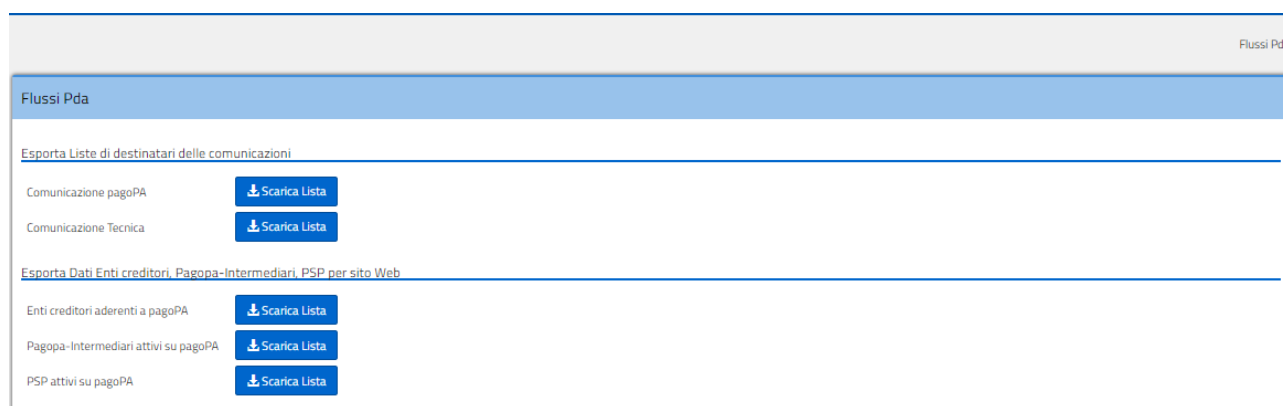 Flussi Pd
Flussi Pda
Esporta Liste di destinatari delle comunicazioni
Comunicazione pagoPA Scarica Lista
Comunicazione Tecnica Scarica Lista
Esporta Dati Enti creditori, Pagopa-Intermediari, PSP per sito Web
Enti creditori aderenti a pagoPA Scarica Lista
Pagopa-Intermediari attivi su pagoPA Scarica Lista
PSP attivi su pagoPA Scarica Lista